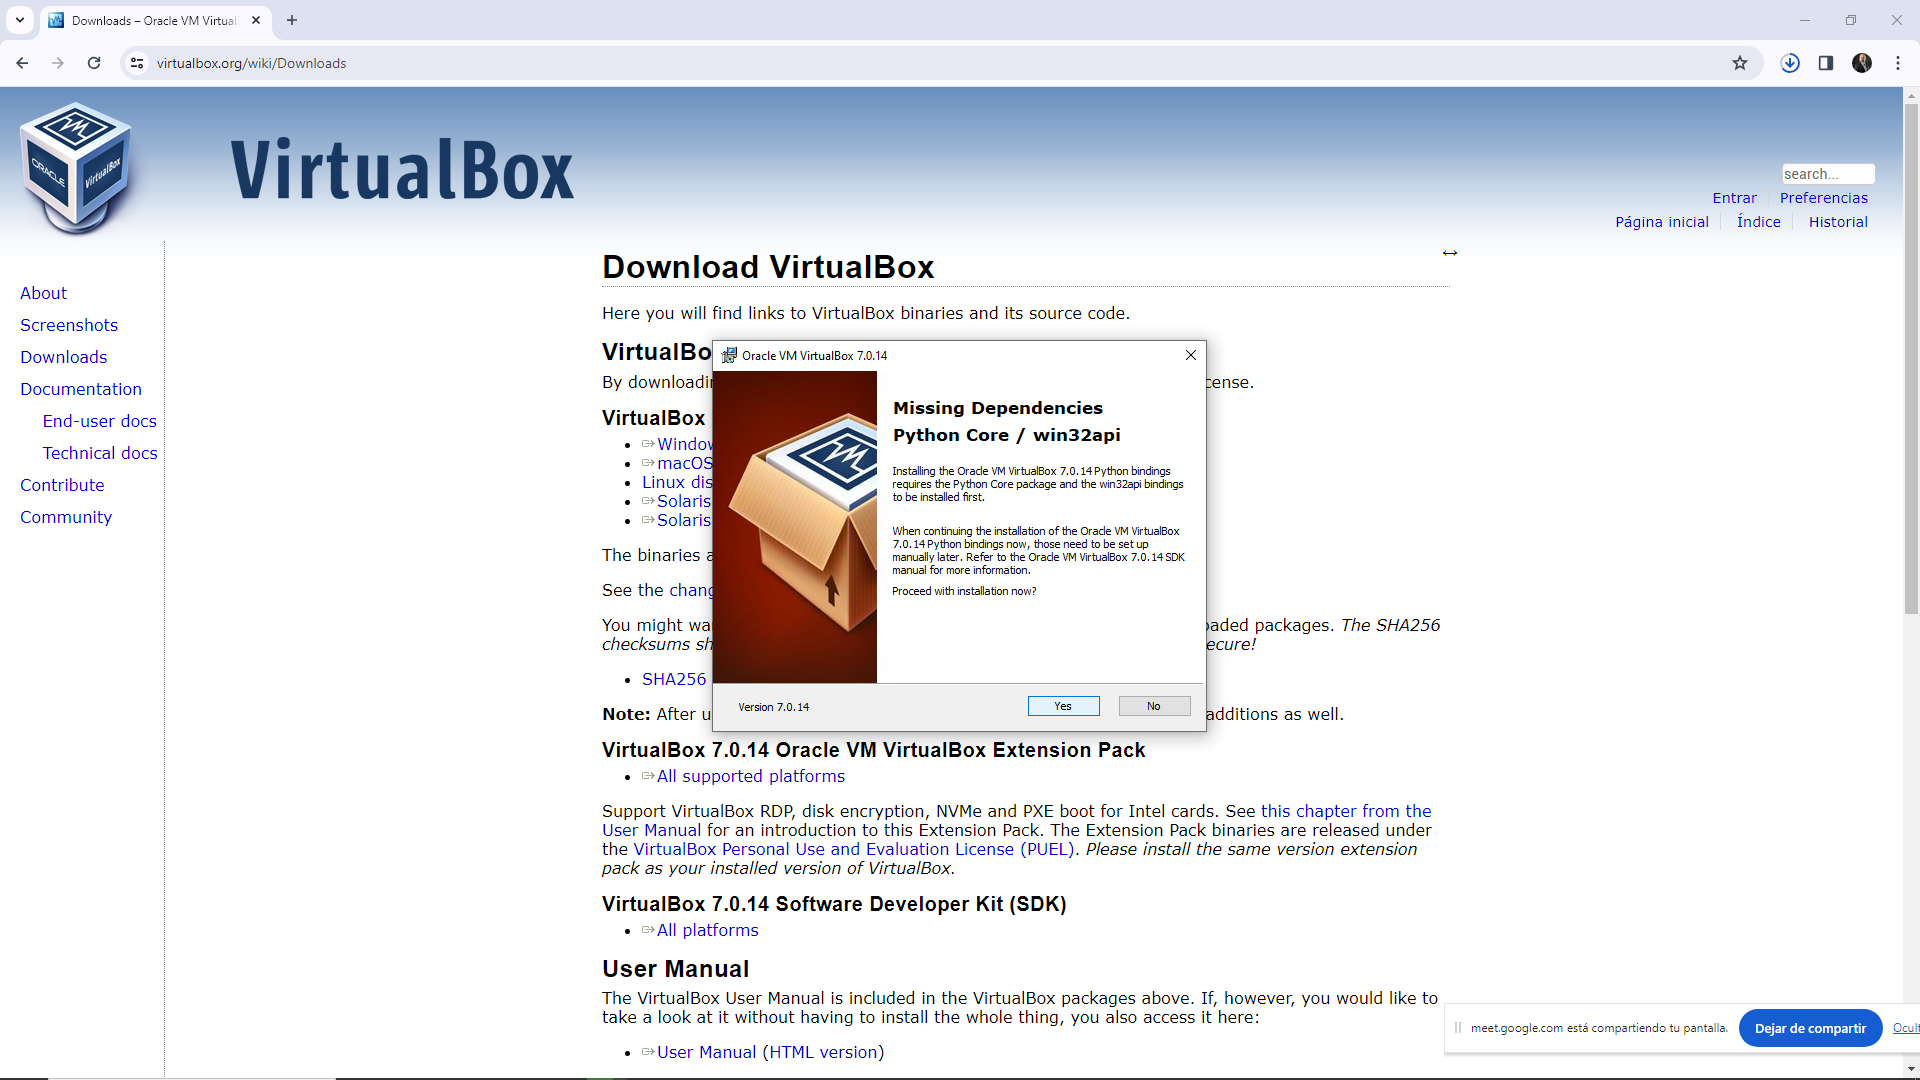 Downloads – Oracle VM Virtual
virtualbox.org/wiki/Downloads
ORACLE
VirtualBox
VirtualBox
search...
Entrar
Preferencias
Página inicial
Índice
Historial
About
Screenshots
Downloads
Documentation
End-user docs
Technical docs
Contribute
Community
Download VirtualBox
Here you will find links to VirtualBox binaries and its source code.
VirtualBo
By downloadin
cense.
VirtualBox
Window
macOS
Linux dis
Solaris
Solaris
The binaries a
See the chang
You might wa
oaded packages. The SHA256
checksums sh
ecure!
SHA256
Note: After u
additions as well.
Oracle VM VirtualBox 7.0.14
Missing Dependencies
Python Core / win32api
Installing the Oracle VM VirtualBox 7.0.14 Python bindings
requires the Python Core package and the win32api bindings
to be installed first.
When continuing the installation of the Oracle VM VirtualBox
7.0.14 Python bindings now, those need to be set up
manually later. Refer to the Oracle VM VirtualBox 7.0.14 SDK
manual for more information.
Proceed with installation now?
Version 7.0.14
Yes
No
VirtualBox 7.0.14 Oracle VM VirtualBox Extension Pack
All supported platforms
Support VirtualBox RDP, disk encryption, NVMe and PXE boot for Intel cards. See this chapter from the
User Manual for an introduction to this Extension Pack. The Extension Pack binaries are released under
the VirtualBox Personal Use and Evaluation License (PUEL). Please install the same version extension
pack as your installed version of VirtualBox.
VirtualBox 7.0.14 Software Developer Kit (SDK)
All platforms
User Manual
The VirtualBox User Manual is included in the VirtualBox packages above. If, however, you would like to
take a look at it without having to install the whole thing, you also access it here:
User Manual (HTML version)
meet.google.com está compartiendo tu pantalla.
Dejar de compartir
Ocult